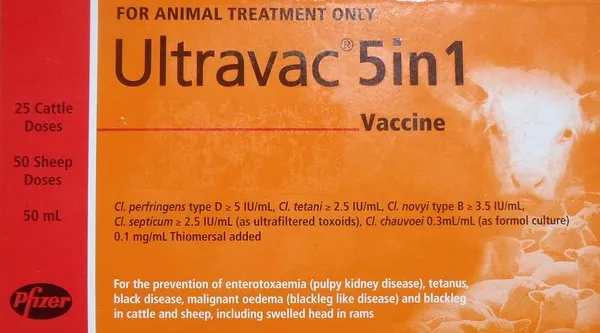 FOR ANIMAL TREATMENT ONLY
Ultravac® 5in1
Vaccine
25 Cattle
Doses
50 Sheep
Doses
50 mL
Cl. perfringens type D ≥ 5 IU/mL, Cl. tetani ≥ 2.5 IU/mL, Cl. novyi type B ≥ 3.5 IU/mL,
Cl. septicum ≥ 2.5 IU/mL (as ultrafiltered toxoids), Cl. chauvoei 0.3mL/mL (as formol culture)
0.1 mg/mL Thiomersal added
For the prevention of enterotoxaemia (pulpy kidney disease), tetanus,
black disease, malignant oedema (blackleg like disease) and blackleg
in cattle and sheep, including swelled head in rams
Pfizer